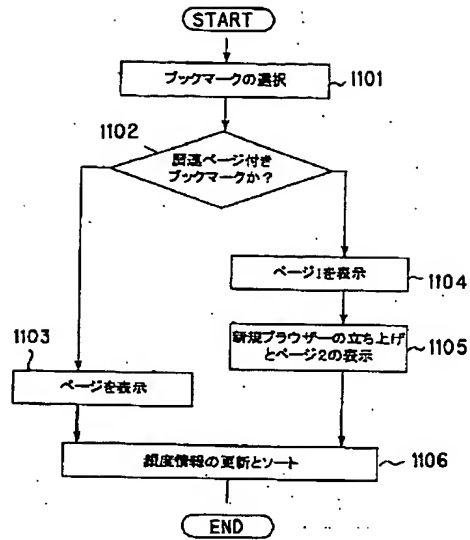 START
ブックマークの選択
1101
1102
関連ページ付き
ブックマークか?
ページ1を表示
1104
新規ブラウザーの立ち上げ
とページ2の表示
1105
1103
ページを表示
頻度情報の更新とソート
1106
END